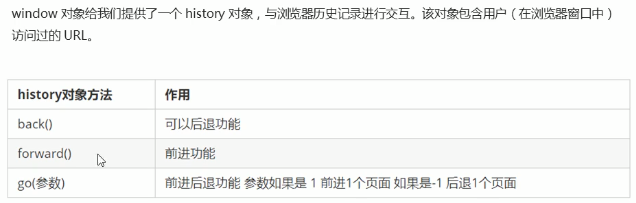 window 对象给我们提供了一个 history 对象，与浏览器历史记录进行交互。该对象包含用户（在浏览器窗口中）
访问过的 URL。
history对象方法 作用
back() 可以后退功能
forward() 前进功能
go(参数) 前进后退功能 参数如果是 1 前进1个页面 如果是-1 后退1个页面